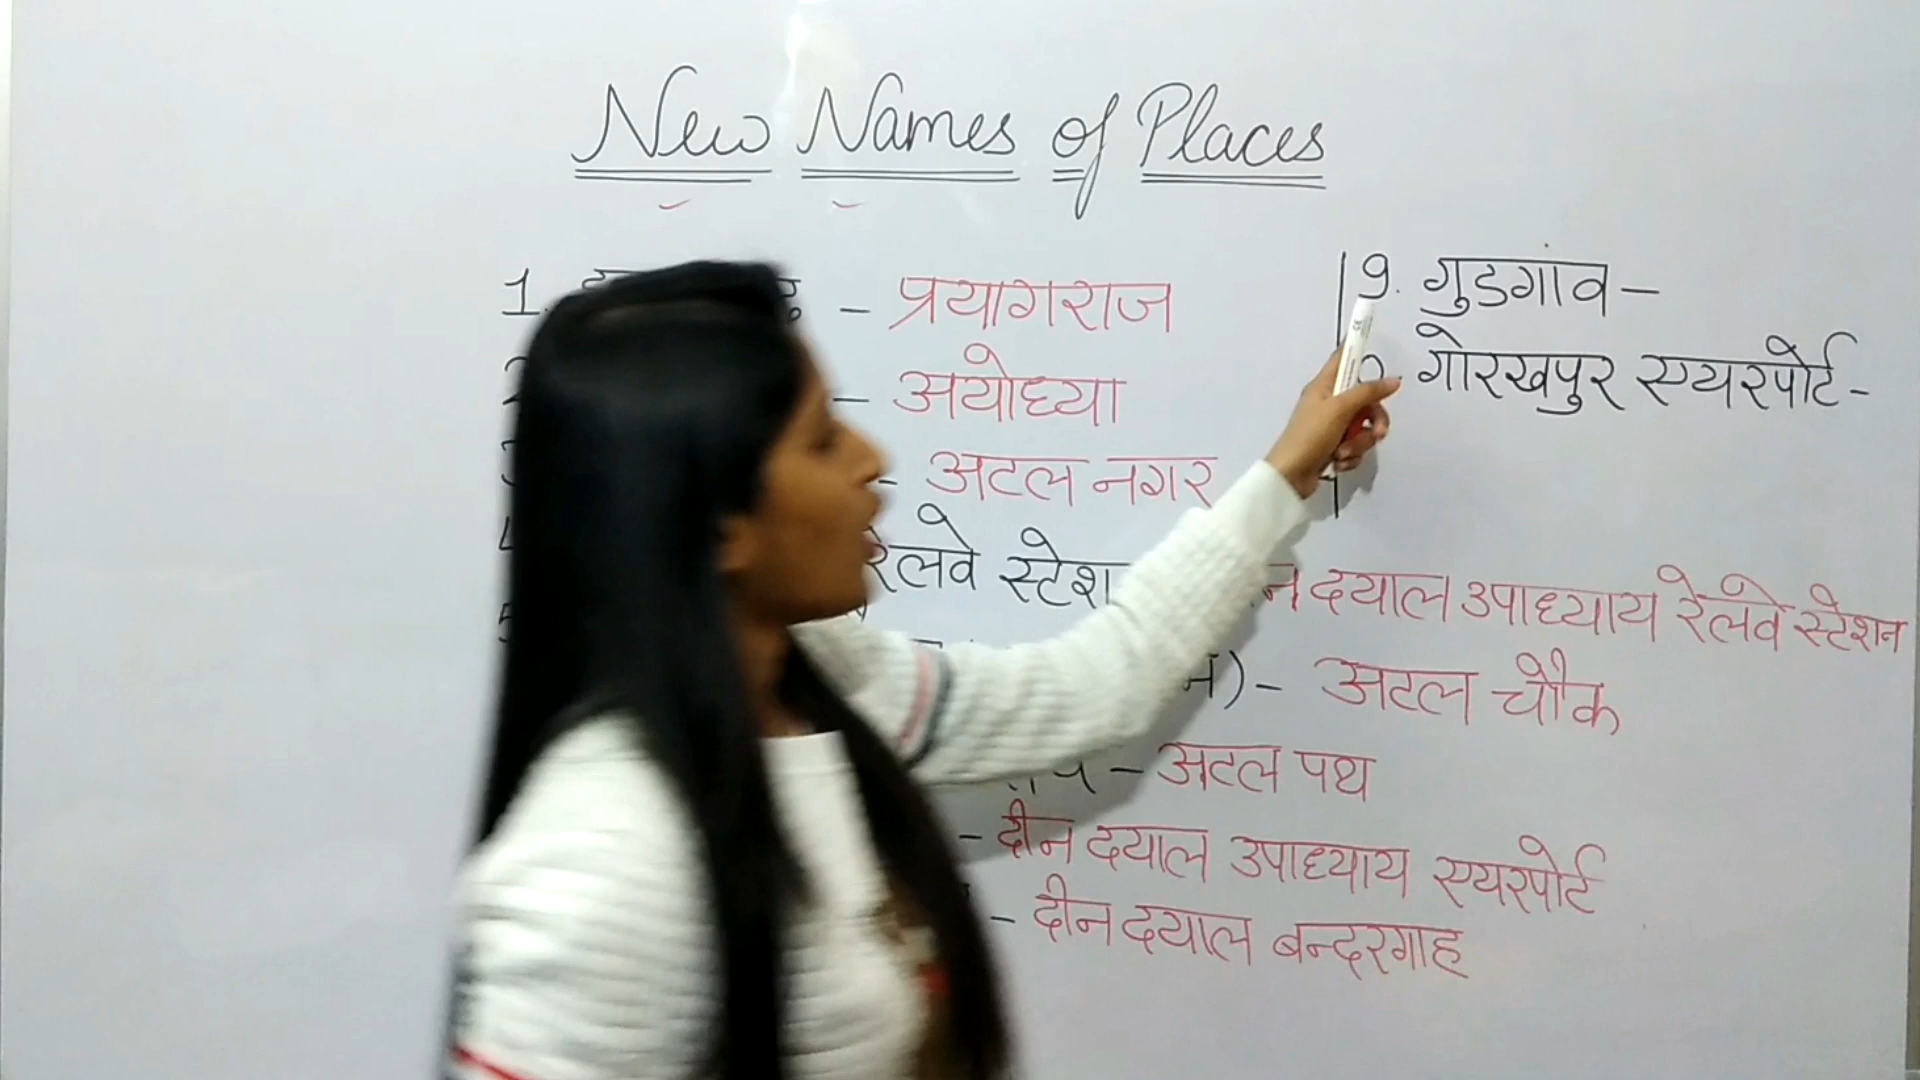 New Names of Places
1. - प्रयागराज
- अयोध्या
- अटल नगर
रेलवे स्टेश दयाल उपाध्याय रेलवे स्टेशन
- अटल चौक
- अटल पथ
- दीन दयाल उपाध्याय एयरपोर्ट
- दीन दयाल बन्दरगाह
9. गुडगांव -
गोरखपुर एयरपोर्ट -